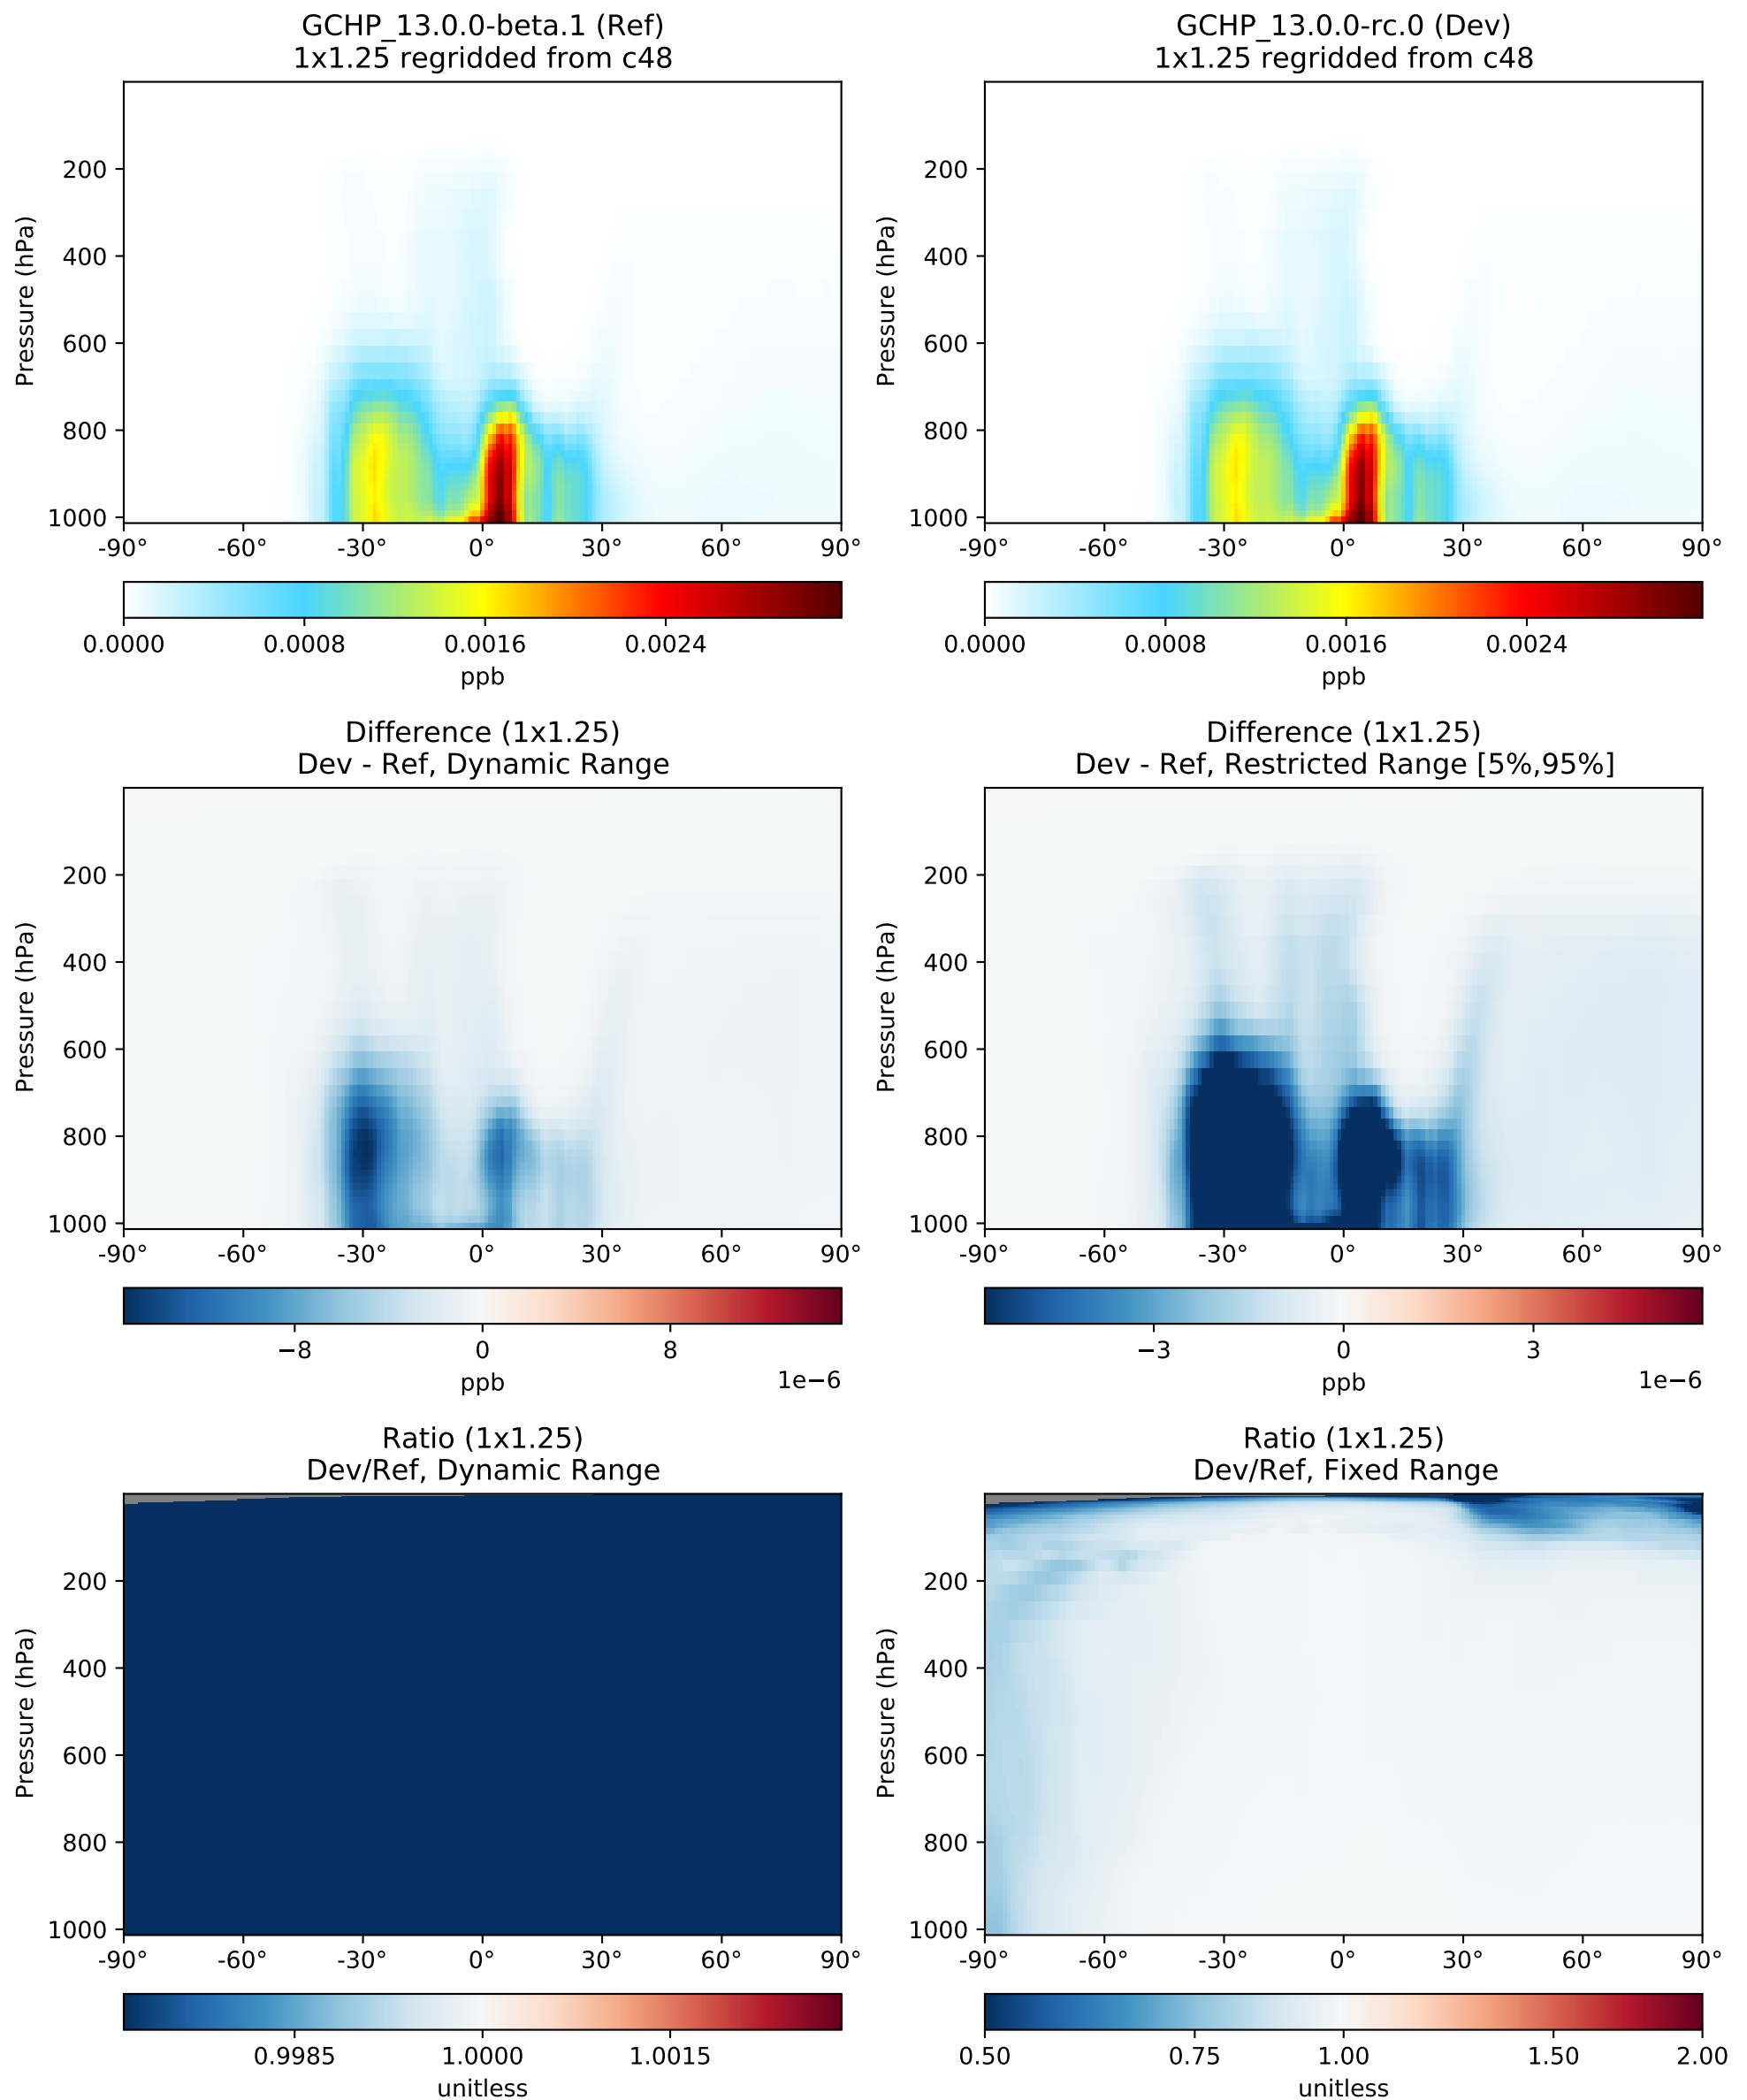 GCHP_13.0.0-beta.1 (Ref)
1x1.25 regridded from c48
Pressure (hPa)
200
400
600
800
1000
-90° -60° -30° 0° 30° 60° 90°
0.0000 0.0008 0.0016 0.0024
ppb
GCHP_13.0.0-rc.0 (Dev)
1x1.25 regridded from c48
Pressure (hPa)
200
400
600
800
1000
-90° -60° -30° 0° 30° 60° 90°
0.0000 0.0008 0.0016 0.0024
ppb
Difference (1x1.25)
Dev - Ref, Dynamic Range
Pressure (hPa)
200
400
600
800
1000
-90° -60° -30° 0° 30° 60° 90°
−8 0 8
ppb 1e−6
Difference (1x1.25)
Dev - Ref, Restricted Range [5%,95%]
Pressure (hPa)
200
400
600
800
1000
-90° -60° -30° 0° 30° 60° 90°
−3 0 3
ppb 1e−6
Ratio (1x1.25)
Dev/Ref, Dynamic Range
Pressure (hPa)
200
400
600
800
1000
-90° -60° -30° 0° 30° 60° 90°
0.9985 1.0000 1.0015
unitless
Ratio (1x1.25)
Dev/Ref, Fixed Range
Pressure (hPa)
200
400
600
800
1000
-90° -60° -30° 0° 30° 60° 90°
0.50 0.75 1.00 1.50 2.00
unitless